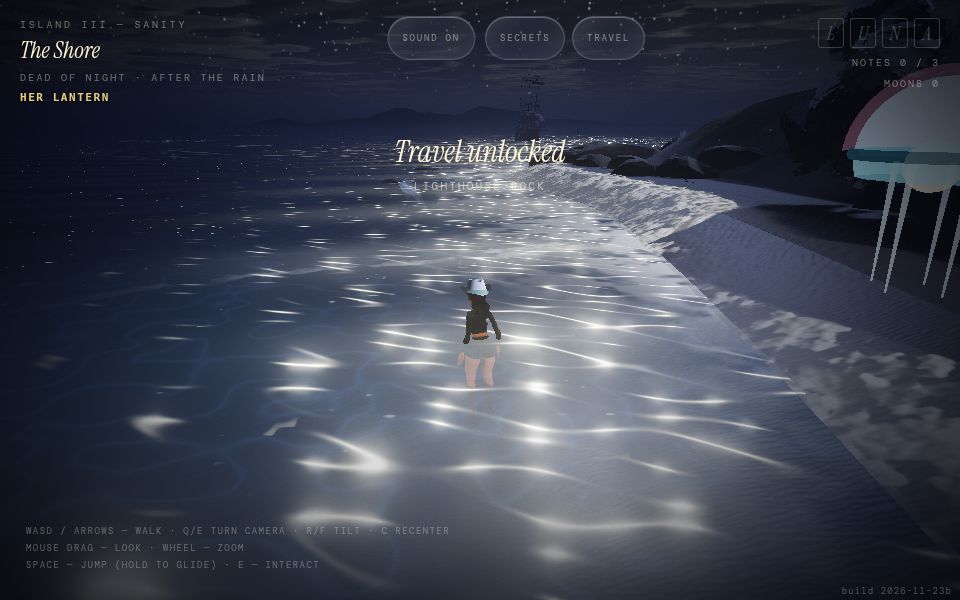 ISLAND III — SANITY
The Shore
DEAD OF NIGHT · AFTER THE RAIN
HER LANTERN
SOUND ON
SECRETS
TRAVEL
L U N A
NOTES 0 / 3
MOONS 0
Travel unlocked
LIGHTHOUSE ROCK
WASD / ARROWS — WALK · Q/E TURN CAMERA · R/F TILT · C RECENTER
MOUSE DRAG — LOOK · WHEEL — ZOOM
SPACE — JUMP (HOLD TO GLIDE) · E — INTERACT
build 2026-11-23b